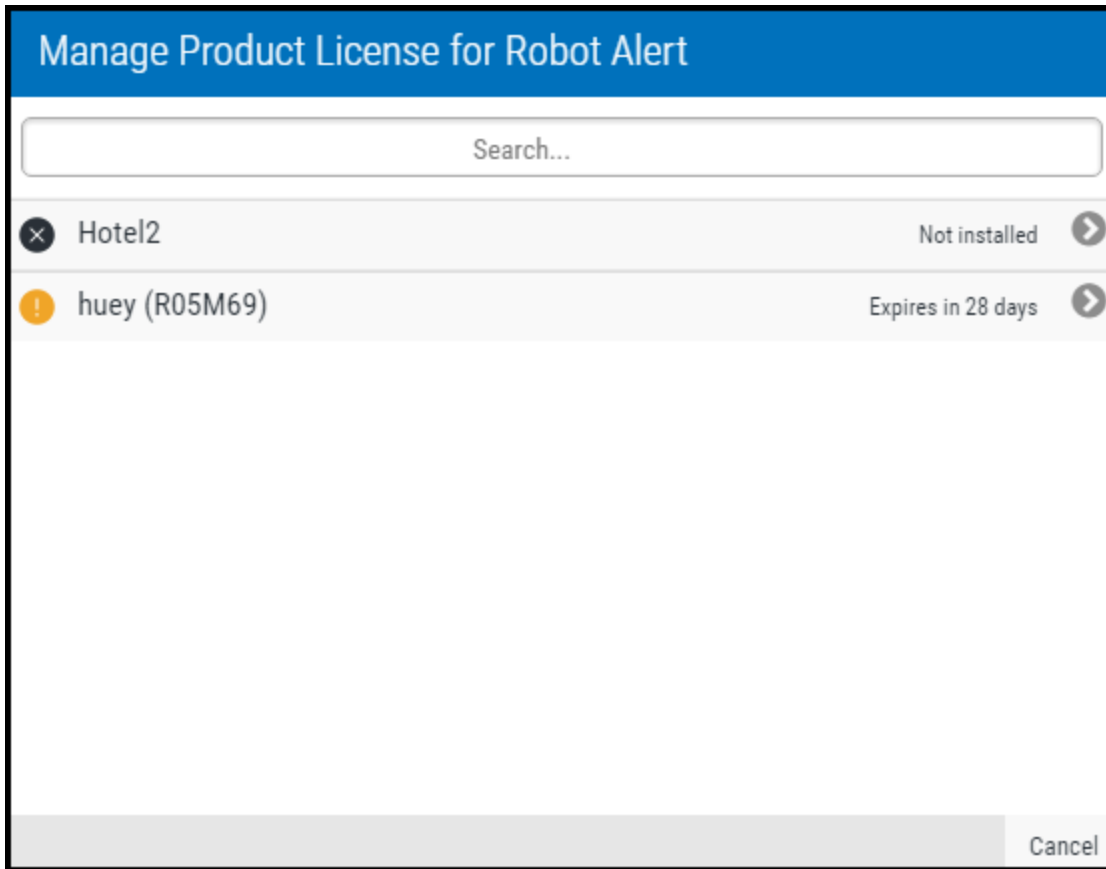 Manage Product License for Robot Alert
Search...
Hotel2 Not installed
huey (R05M69) Expires in 28 days
Cancel